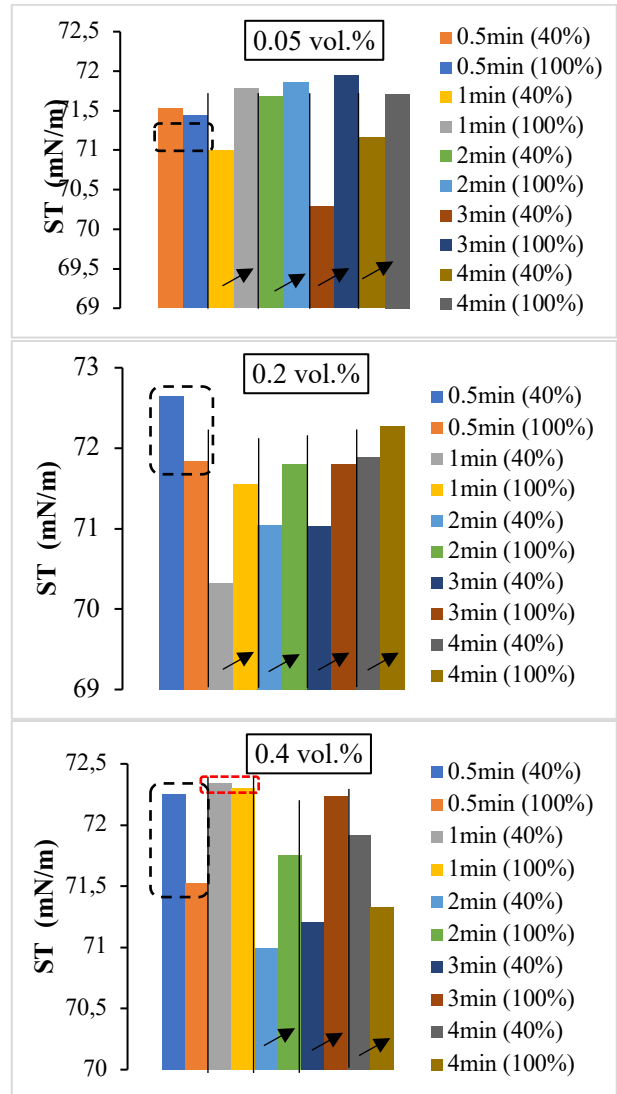 0.05 vol.%
ST (mN/m)
72,5
72
71,5
71
70,5
70
69,5
69
0.5min (40%)
0.5min (100%)
1min (40%)
1min (100%)
2min (40%)
2min (100%)
3min (40%)
3min (100%)
4min (40%)
4min (100%)
0.2 vol.%
ST (mN/m)
73
72
71
70
69
0.5min (40%)
0.5min (100%)
1min (40%)
1min (100%)
2min (40%)
2min (100%)
3min (40%)
3min (100%)
4min (40%)
4min (100%)
0.4 vol.%
ST (mN/m)
72,5
72
71,5
71
70,5
70
0.5min (40%)
0.5min (100%)
1min (40%)
1min (100%)
2min (40%)
2min (100%)
3min (40%)
3min (100%)
4min (40%)
4min (100%)